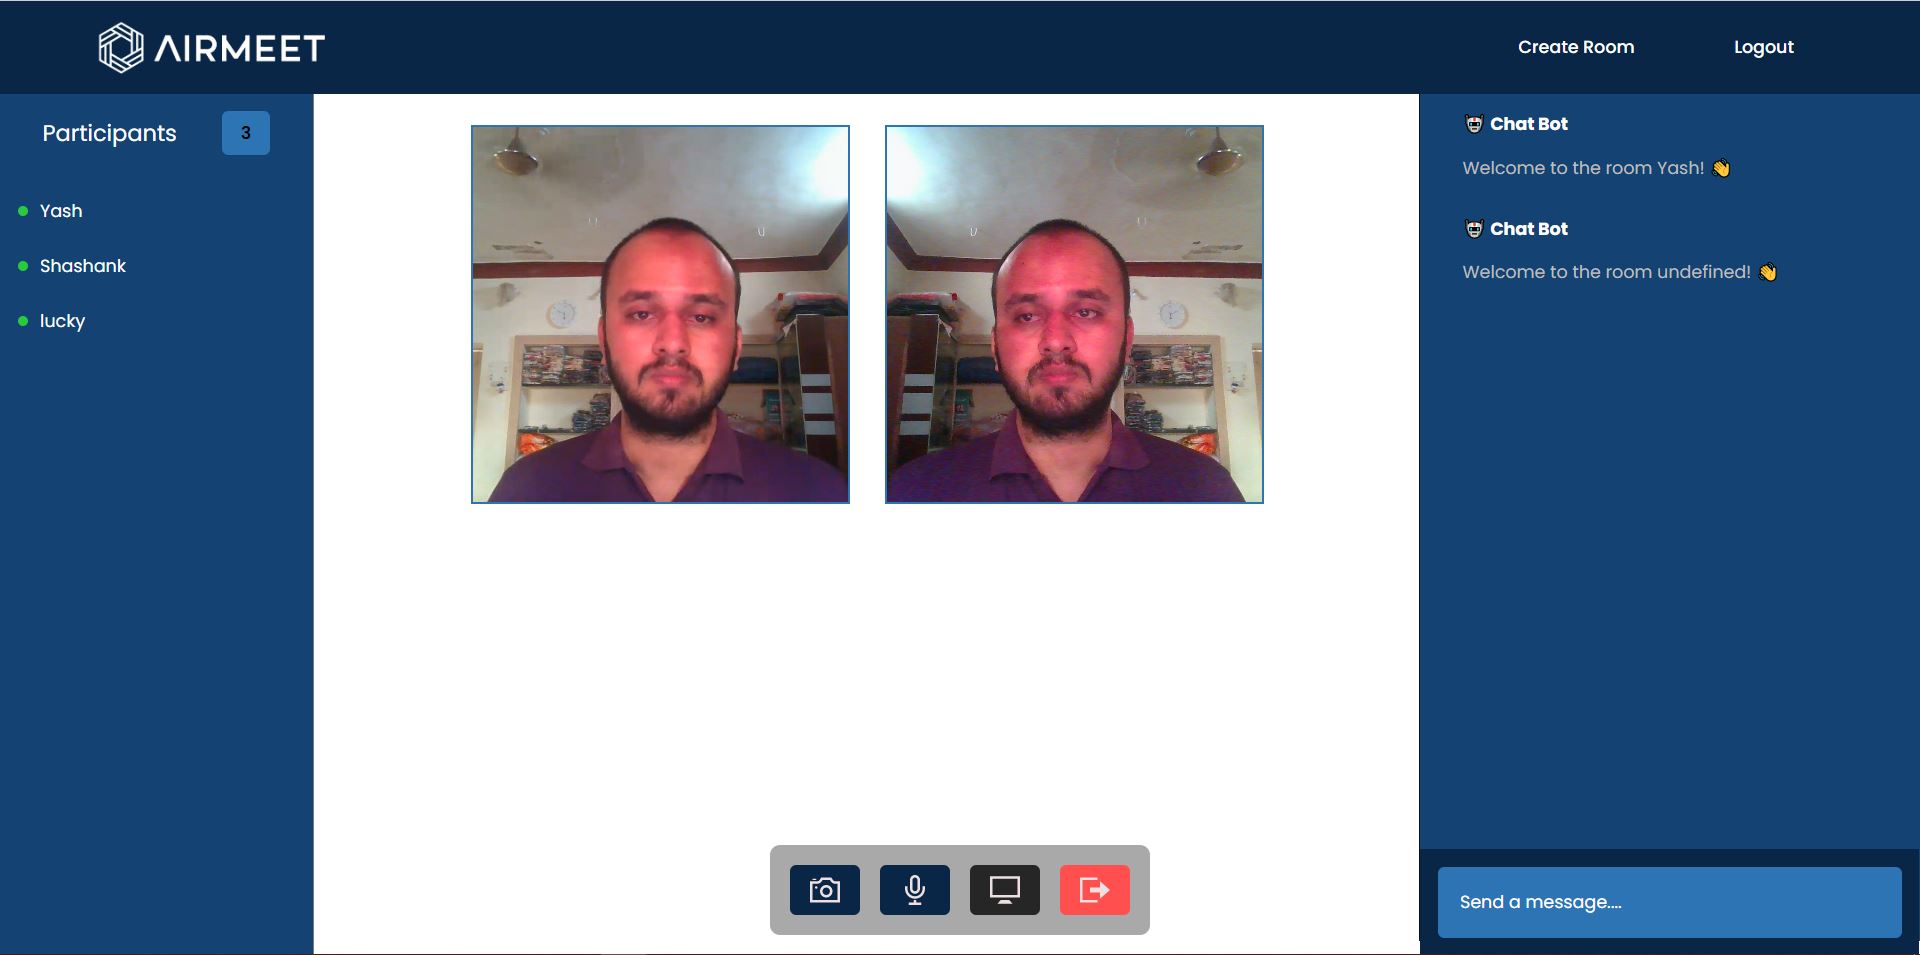 AIRMEET
Create Room
Logout
Participants
3
Yash
Shashank
lucky
Chat Bot
Welcome to the room Yash! 👋
Chat Bot
Welcome to the room undefined! 👋
Send a message....